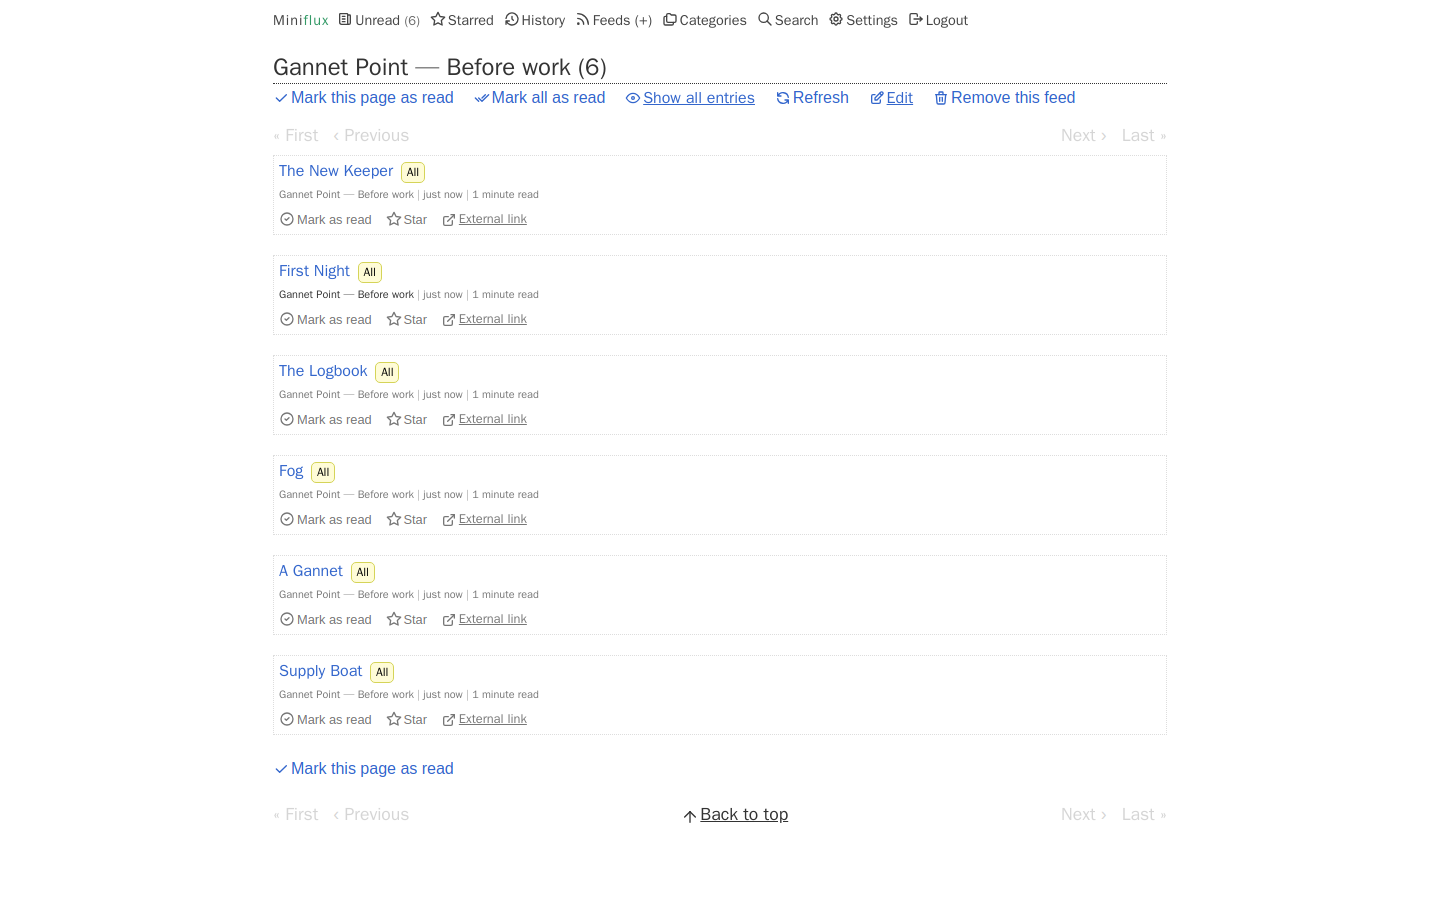 Miniflux Unread (6) Starred History Feeds (+) Categories Search Settings Logout
Gannet Point — Before work (6)
Mark this page as read Mark all as read Show all entries Refresh Edit Remove this feed
« First ‹ Previous Next › Last »
The New Keeper All
Gannet Point — Before work | just now | 1 minute read
Mark as read Star External link
First Night All
Gannet Point — Before work | just now | 1 minute read
Mark as read Star External link
The Logbook All
Gannet Point — Before work | just now | 1 minute read
Mark as read Star External link
Fog All
Gannet Point — Before work | just now | 1 minute read
Mark as read Star External link
A Gannet All
Gannet Point — Before work | just now | 1 minute read
Mark as read Star External link
Supply Boat All
Gannet Point — Before work | just now | 1 minute read
Mark as read Star External link
Mark this page as read
« First ‹ Previous Back to top Next › Last »